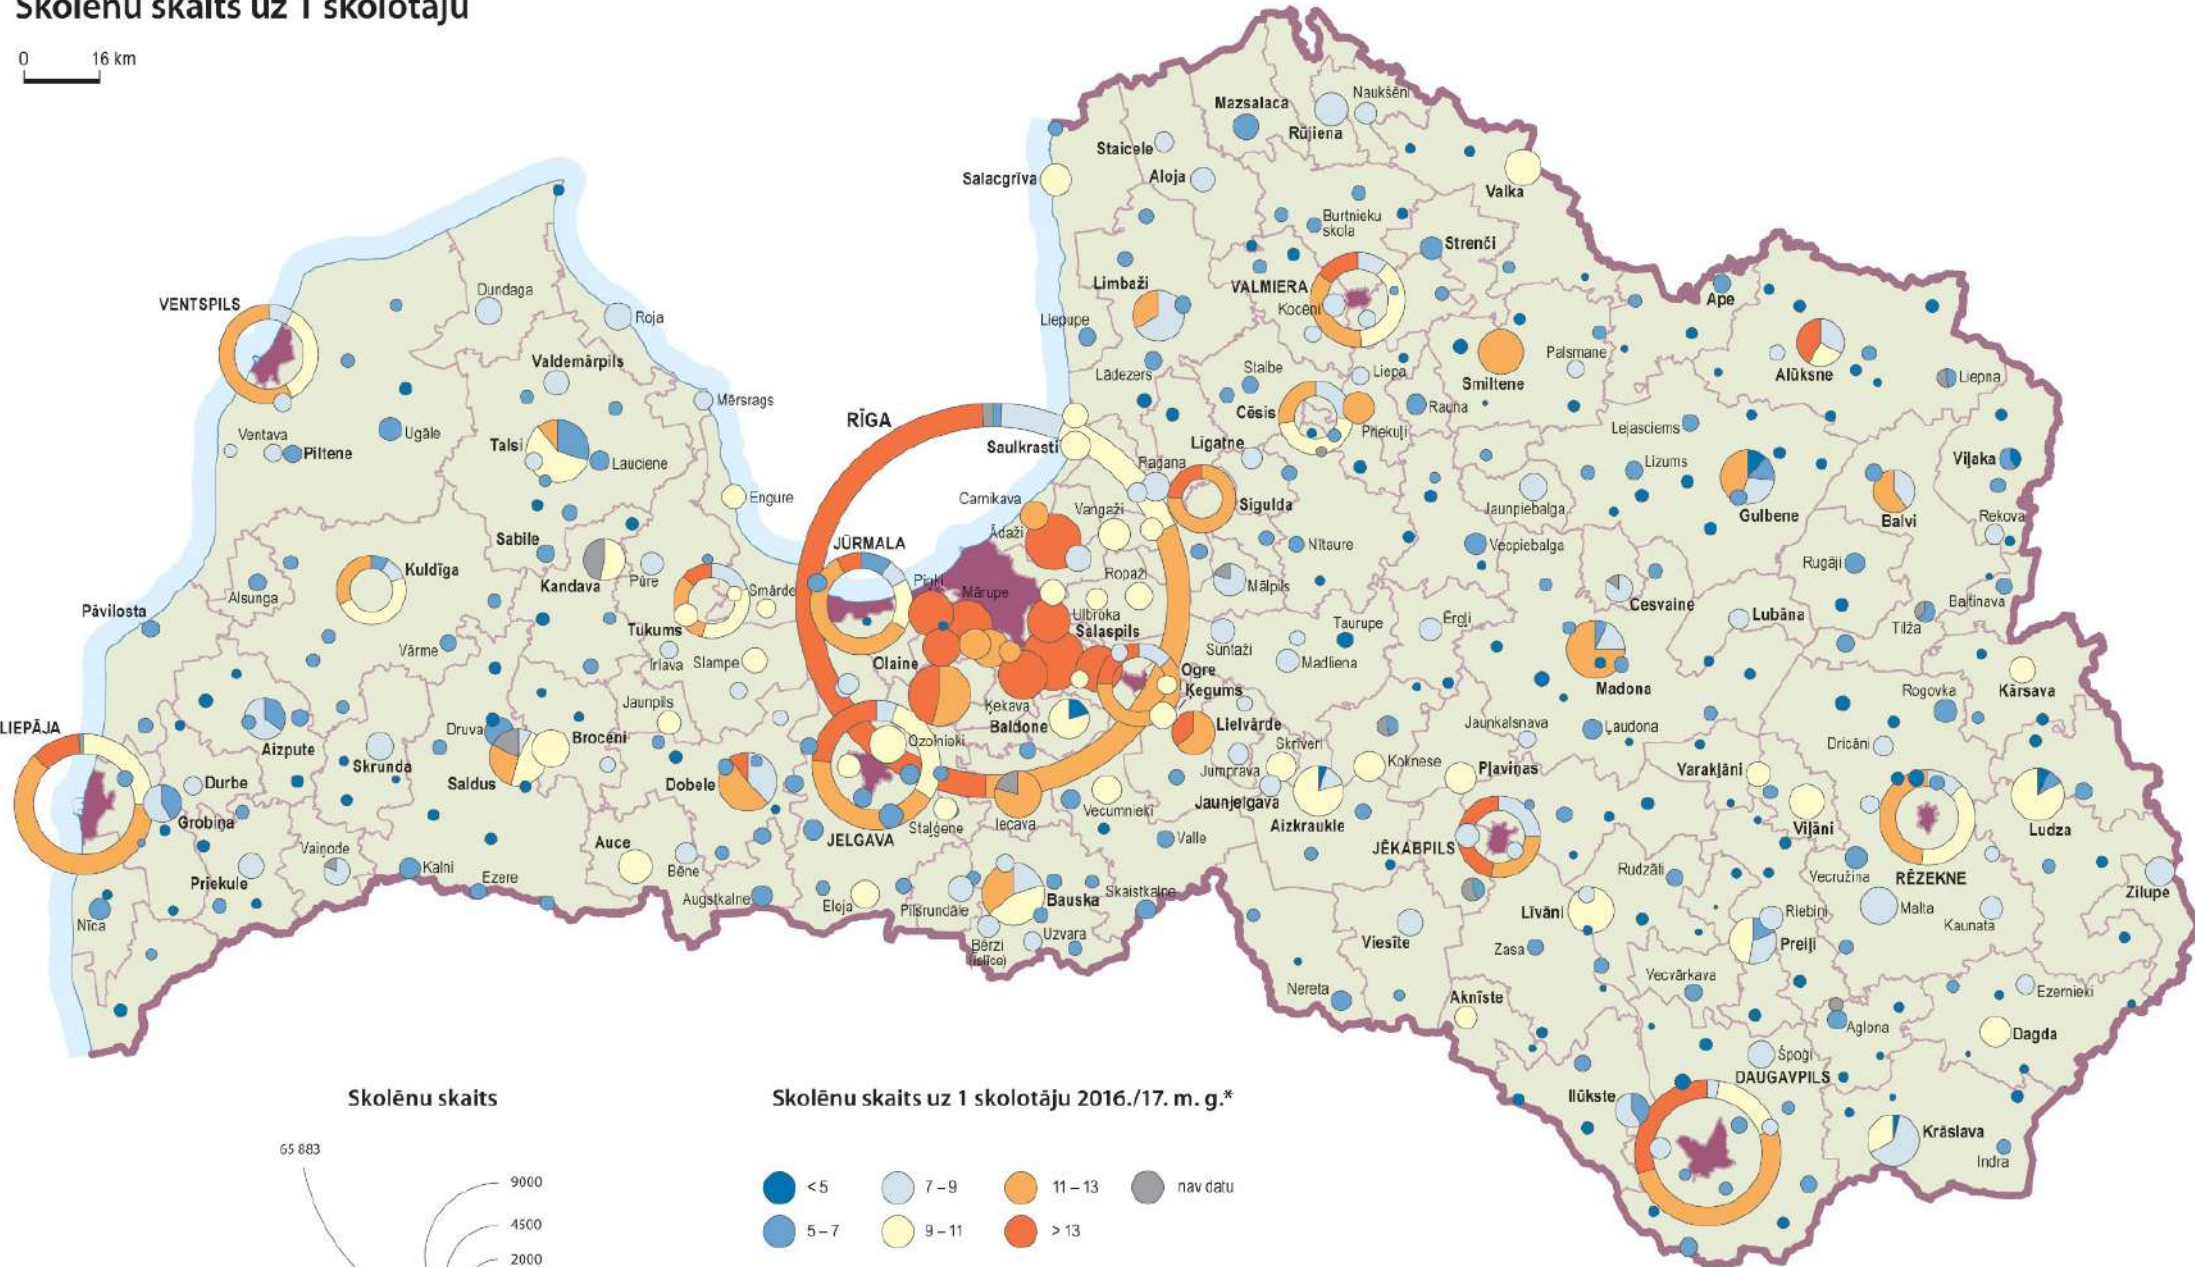 Skolēnu skaits uz 1 skolotāju
0 16 km
Mazsalaca
Naukšēni
Rūjiena
Staicele
Salacgrīva
Aloja
Valka
Burtnieku
skola
Strenči
Limbaži
VALMIERA
Kocēni
Ape
VENTSPILS
Dundaga
Roja
Liepupe
Valdemārpils
Lādezers
Stalbe
Liepa
Smiltene
Palsmane
Alūksne
Liepna
Mērsrags
RĪGA
Cēsis
Rauna
Priekuļi
Ventava
Piltene
Ugāle
Talsi
Lauciene
Saulkrasti
Līgatne
Lejasciems
Ragana
Lizums
Viļaka
Engure
Carnikava
Vangaži
Sigulda
Jaunpiebalga
Gulbene
Balvi
Rekova
Sabile
JŪRMALA
Ādaži
Nītaure
Vecpiebalga
Kuldīga
Kandava
Pūre
Piņķi
Ropaži
Rugāji
Alsunga
Smārde
Mārupe
Mālpils
Cesvaine
Baltinava
Pāvilosta
Tukums
Ulbroka
Salaspils
Taurupe
Ērgļi
Lubāna
Tilža
Vārme
Irlava
Slampe
Olaine
Suntaži
Madliena
Ogre
Ķegums
Madona
Rogovka
Kārsava
Jaunpils
Ķekava
Baldone
Lielvārde
Jaunkalsnava
Ļaudona
LIEPĀJA
Druva
Brocēni
Ozolnieki
Skrīveri
Dricāni
Aizpute
Skrunda
Saldus
Dobele
Jumprava
Koknese
Pļaviņas
Varakļāni
Durbe
Grobiņa
Jaunjelgava
Vecumnieki
Aizkraukle
Viļāni
Ludza
Staļģene
Iecava
JELGAVA
Valle
JĒKABPILS
Auce
Vaiņode
Priekule
Kalni
Ezere
Bēne
Rudzāti
Vecružina
RĒZEKNE
Zilupe
Augstkalne
Eleja
Pilsrundāle
Bauska
Skaistkalne
Līvāni
Riebiņi
Malta
Kaunata
Nīca
Uzvara
Bērzi
(Īslīce)
Viesīte
Zasa
Preiļi
Vecvārkava
Nereta
Aknīste
Ezernieki
Aglona
Dagda
Špoģi
DAUGAVPILS
Ilūkste
Krāslava
Indra
Skolēnu skaits
65 883
9000
4500
2000
Skolēnu skaits uz 1 skolotāju 2016./17. m. g.*
< 5 7 – 9 11 – 13 nav datu
5 – 7 9 – 11 > 13